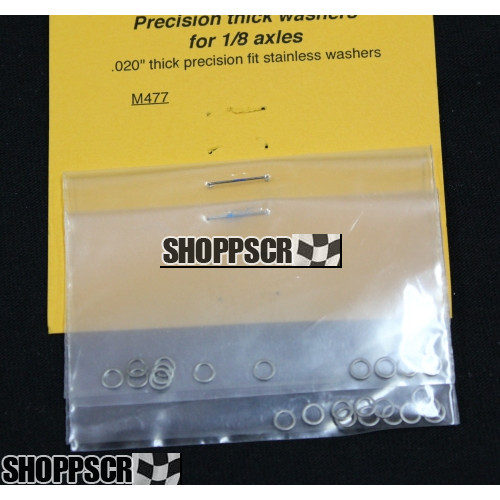 Precision thick washers
for 1/8 axles
.020" thick precision fit stainless washers
M477
SHOPPSCR
SHOPPSCR